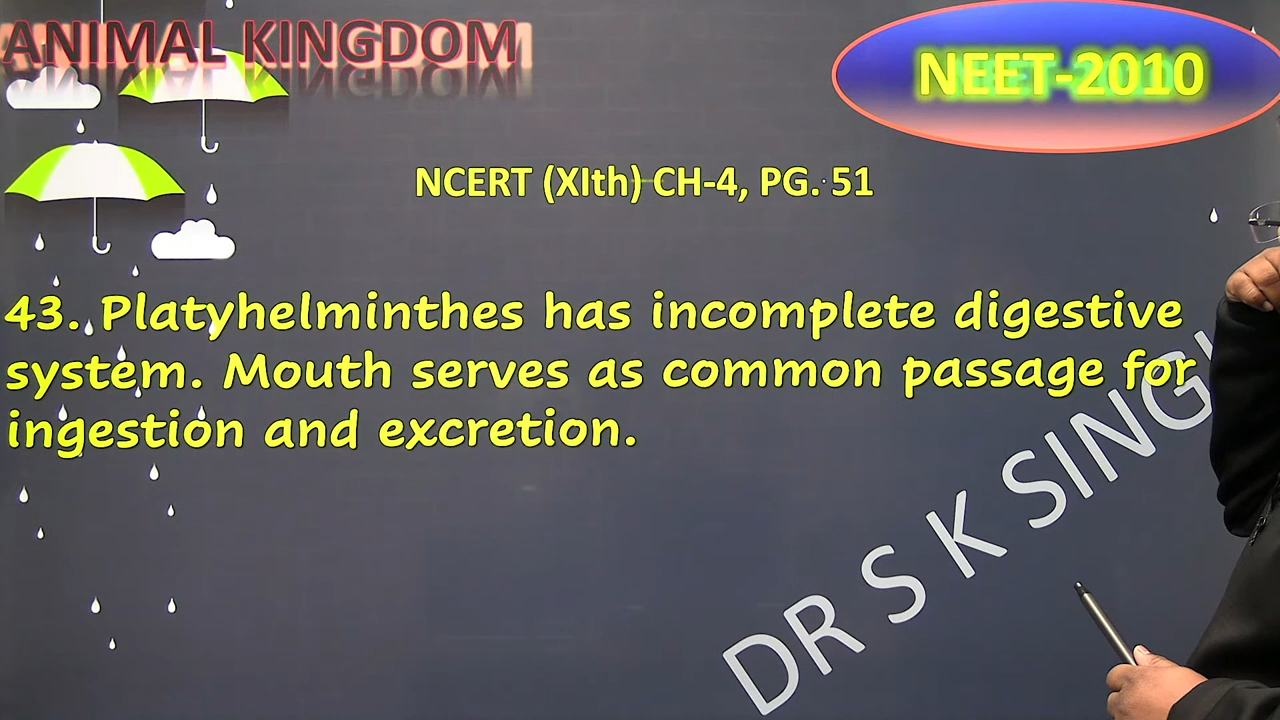 ANIMAL KINGDOM
NEET-2010
NCERT (XIth) CH-4, PG. 51
43. Platyhelminthes has incomplete digestive
system. Mouth serves as common passage for
ingestion and excretion.
DR S K SINGH